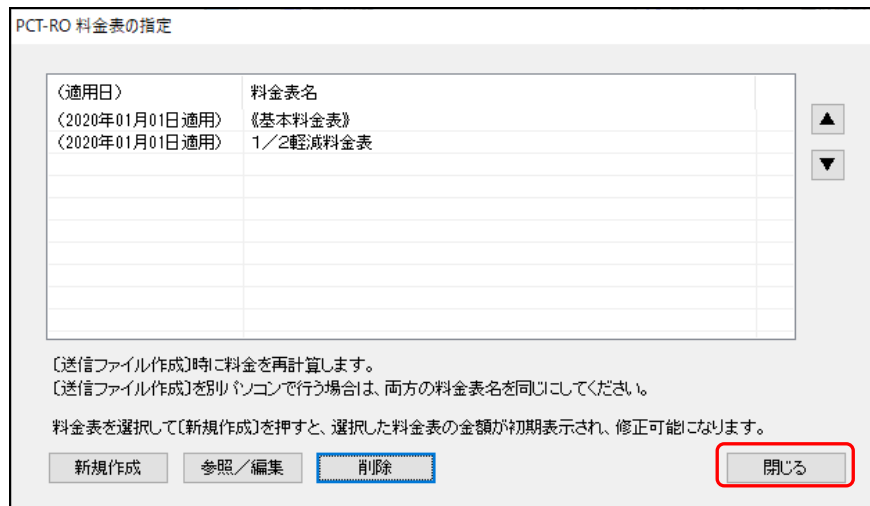 PCT-RO 料金表の指定
（適用日） 料金表名
（2020年01月01日適用） 《基本料金表》
（2020年01月01日適用） 1／2軽減料金表
▲
▼
〔送信ファイル作成〕時に料金を再計算します。
〔送信ファイル作成〕を別パソコンで行う場合は、両方の料金表名を同じにしてください。
料金表を選択して〔新規作成〕を押すと、選択した料金表の金額が初期表示され、修正可能になります。
新規作成 参照／編集 削除 閉じる